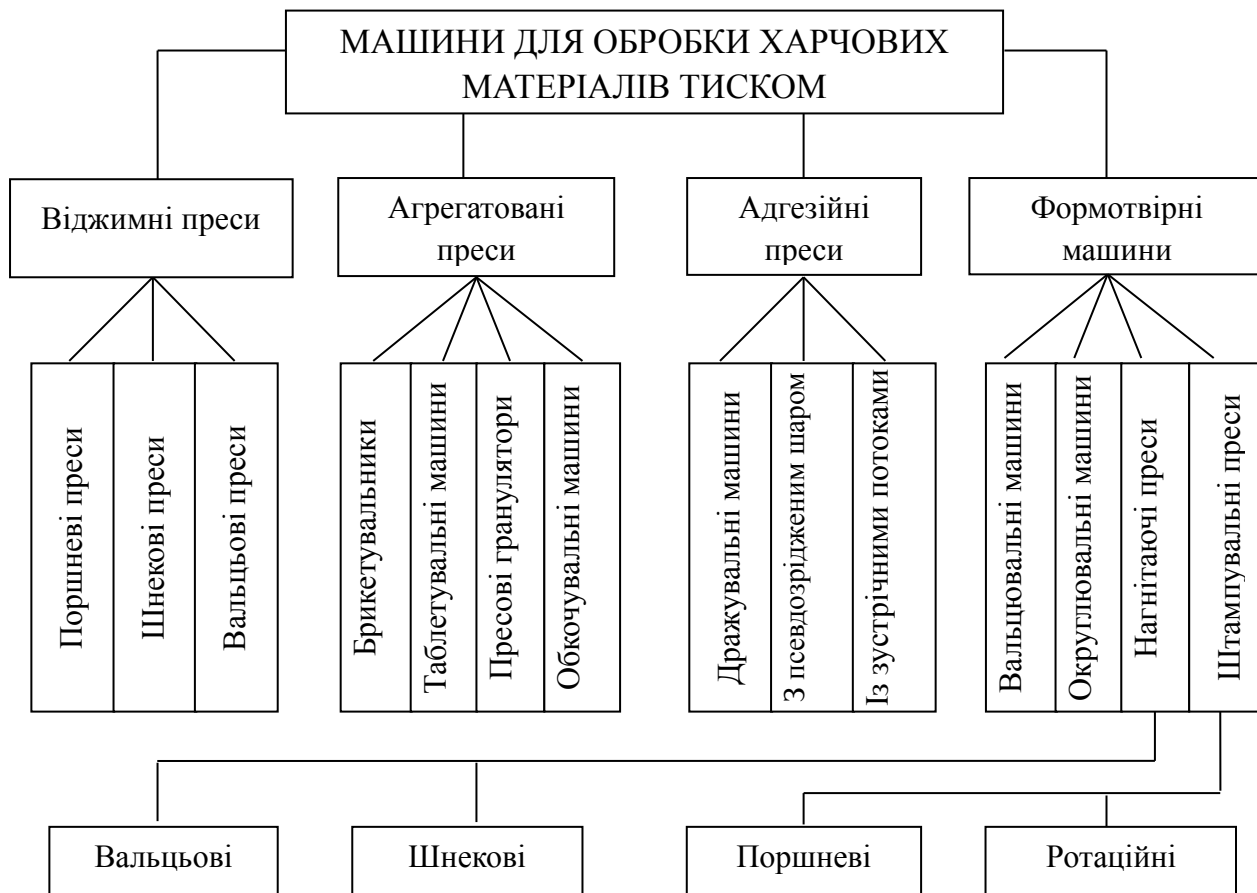 МАШИНИ ДЛЯ ОБРОБКИ ХАРЧОВИХ
МАТЕРІАЛІВ ТИСКОМ
Віджимні преси
Агрегатовані
преси
Адгезійні
преси
Формотвірні
машини
Поршневі преси
Шнекові преси
Вальцьові преси
Брикетувальники
Таблетувальні машини
Пресові гранулятори
Обкочувальні машини
Дражувальні машини
З псевдозрідженим шаром
Із зустрічними потоками
Вальцювальні машини
Округлювальні машини
Нагнітаючі преси
Штампувальні преси
Вальцьові
Шнекові
Поршневі
Ротаційні